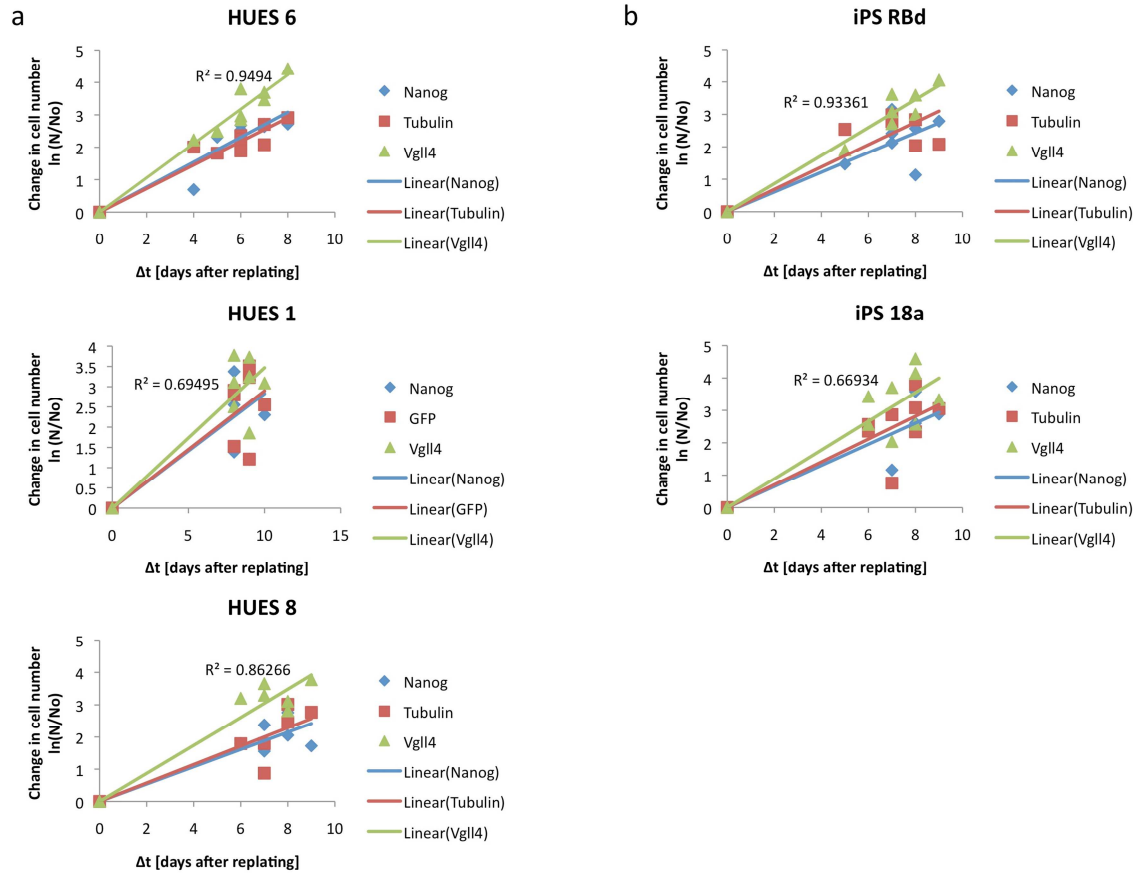 a
HUES 6
Change in cell number
ln (N/No)
5
4
3
2
1
0
R² = 0.9494
0 2 4 6 8 10
Δt [days after replating]
Nanog
Tubulin
Vgll4
Linear(Nanog)
Linear(Tubulin)
Linear(Vgll4)
HUES 1
Change in cell number
ln (N/No)
4
3.5
3
2.5
2
1.5
1
0.5
0
R² = 0.69495
0 5 10 15
Δt [days after replating]
Nanog
GFP
Vgll4
Linear(Nanog)
Linear(GFP)
Linear(Vgll4)
HUES 8
Change in cell number
ln(N/No)
5
4
3
2
1
0
R² = 0.86266
0 2 4 6 8 10
Δt [days after replating]
Nanog
Tubulin
Vgll4
Linear(Nanog)
Linear(Tubulin)
Linear(Vgll4)
b
iPS RBd
Change in cell number
ln (N/No)
5
4
3
2
1
0
R² = 0.93361
0 2 4 6 8 10
Δt [days after replating]
Nanog
Tubulin
Vgll4
Linear(Nanog)
Linear(Tubulin)
Linear(Vgll4)
iPS 18a
Change in cell number
ln (N/No)
5
4
3
2
1
0
R² = 0.66934
0 2 4 6 8 10
Δt [days after replating]
Nanog
Tubulin
Vgll4
Linear(Nanog)
Linear(Tubulin)
Linear(Vgll4)